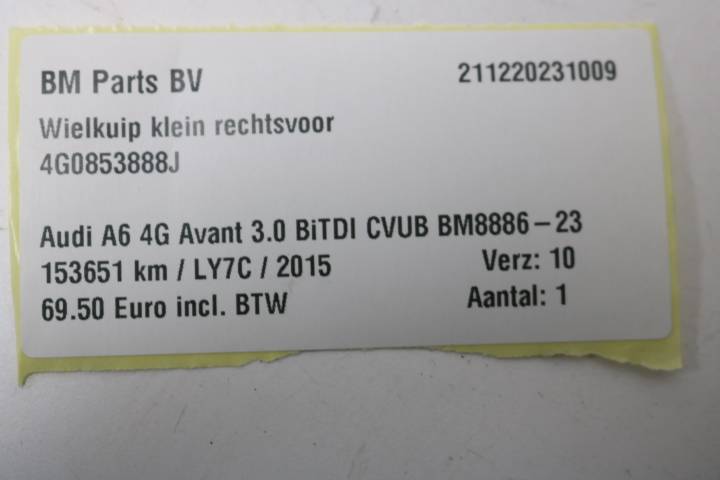 BM Parts BV 211220231009
Wielkuip klein rechtsvoor
4G0853888J
Audi A6 4G Avant 3.0 BiTDI CVUB BM8886-23
153651 km / LY7C / 2015 Verz: 10
69.50 Euro incl. BTW Aantal: 1